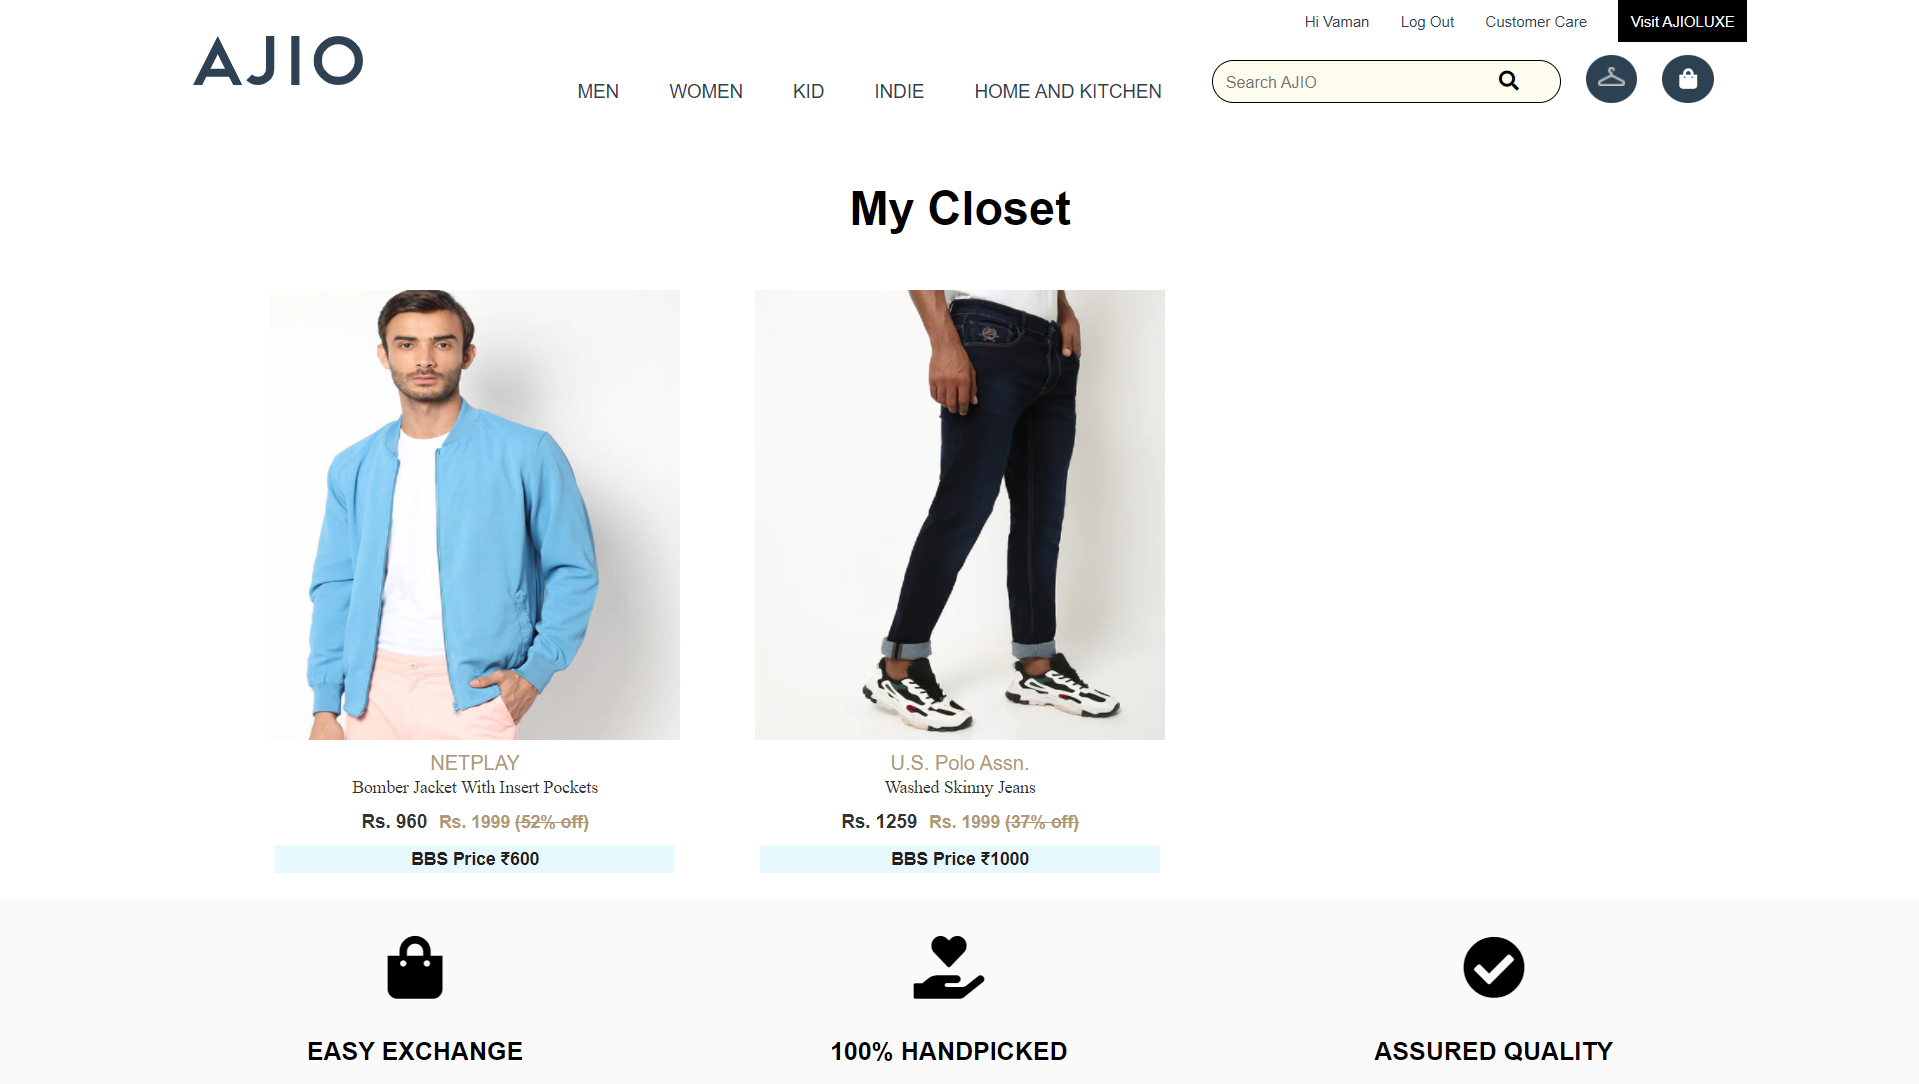 Hi Vaman Log Out Customer Care Visit AJIOLUXE
AJIO
MEN WOMEN KID INDIE HOME AND KITCHEN Search AJIO
My Closet
NETPLAY
Bomber Jacket With Insert Pockets
Rs. 960 Rs. 1999 (52% off)
BBS Price ₹600
U.S. Polo Assn.
Washed Skinny Jeans
Rs. 1259 Rs. 1999 (37% off)
BBS Price ₹1000
EASY EXCHANGE
100% HANDPICKED
ASSURED QUALITY